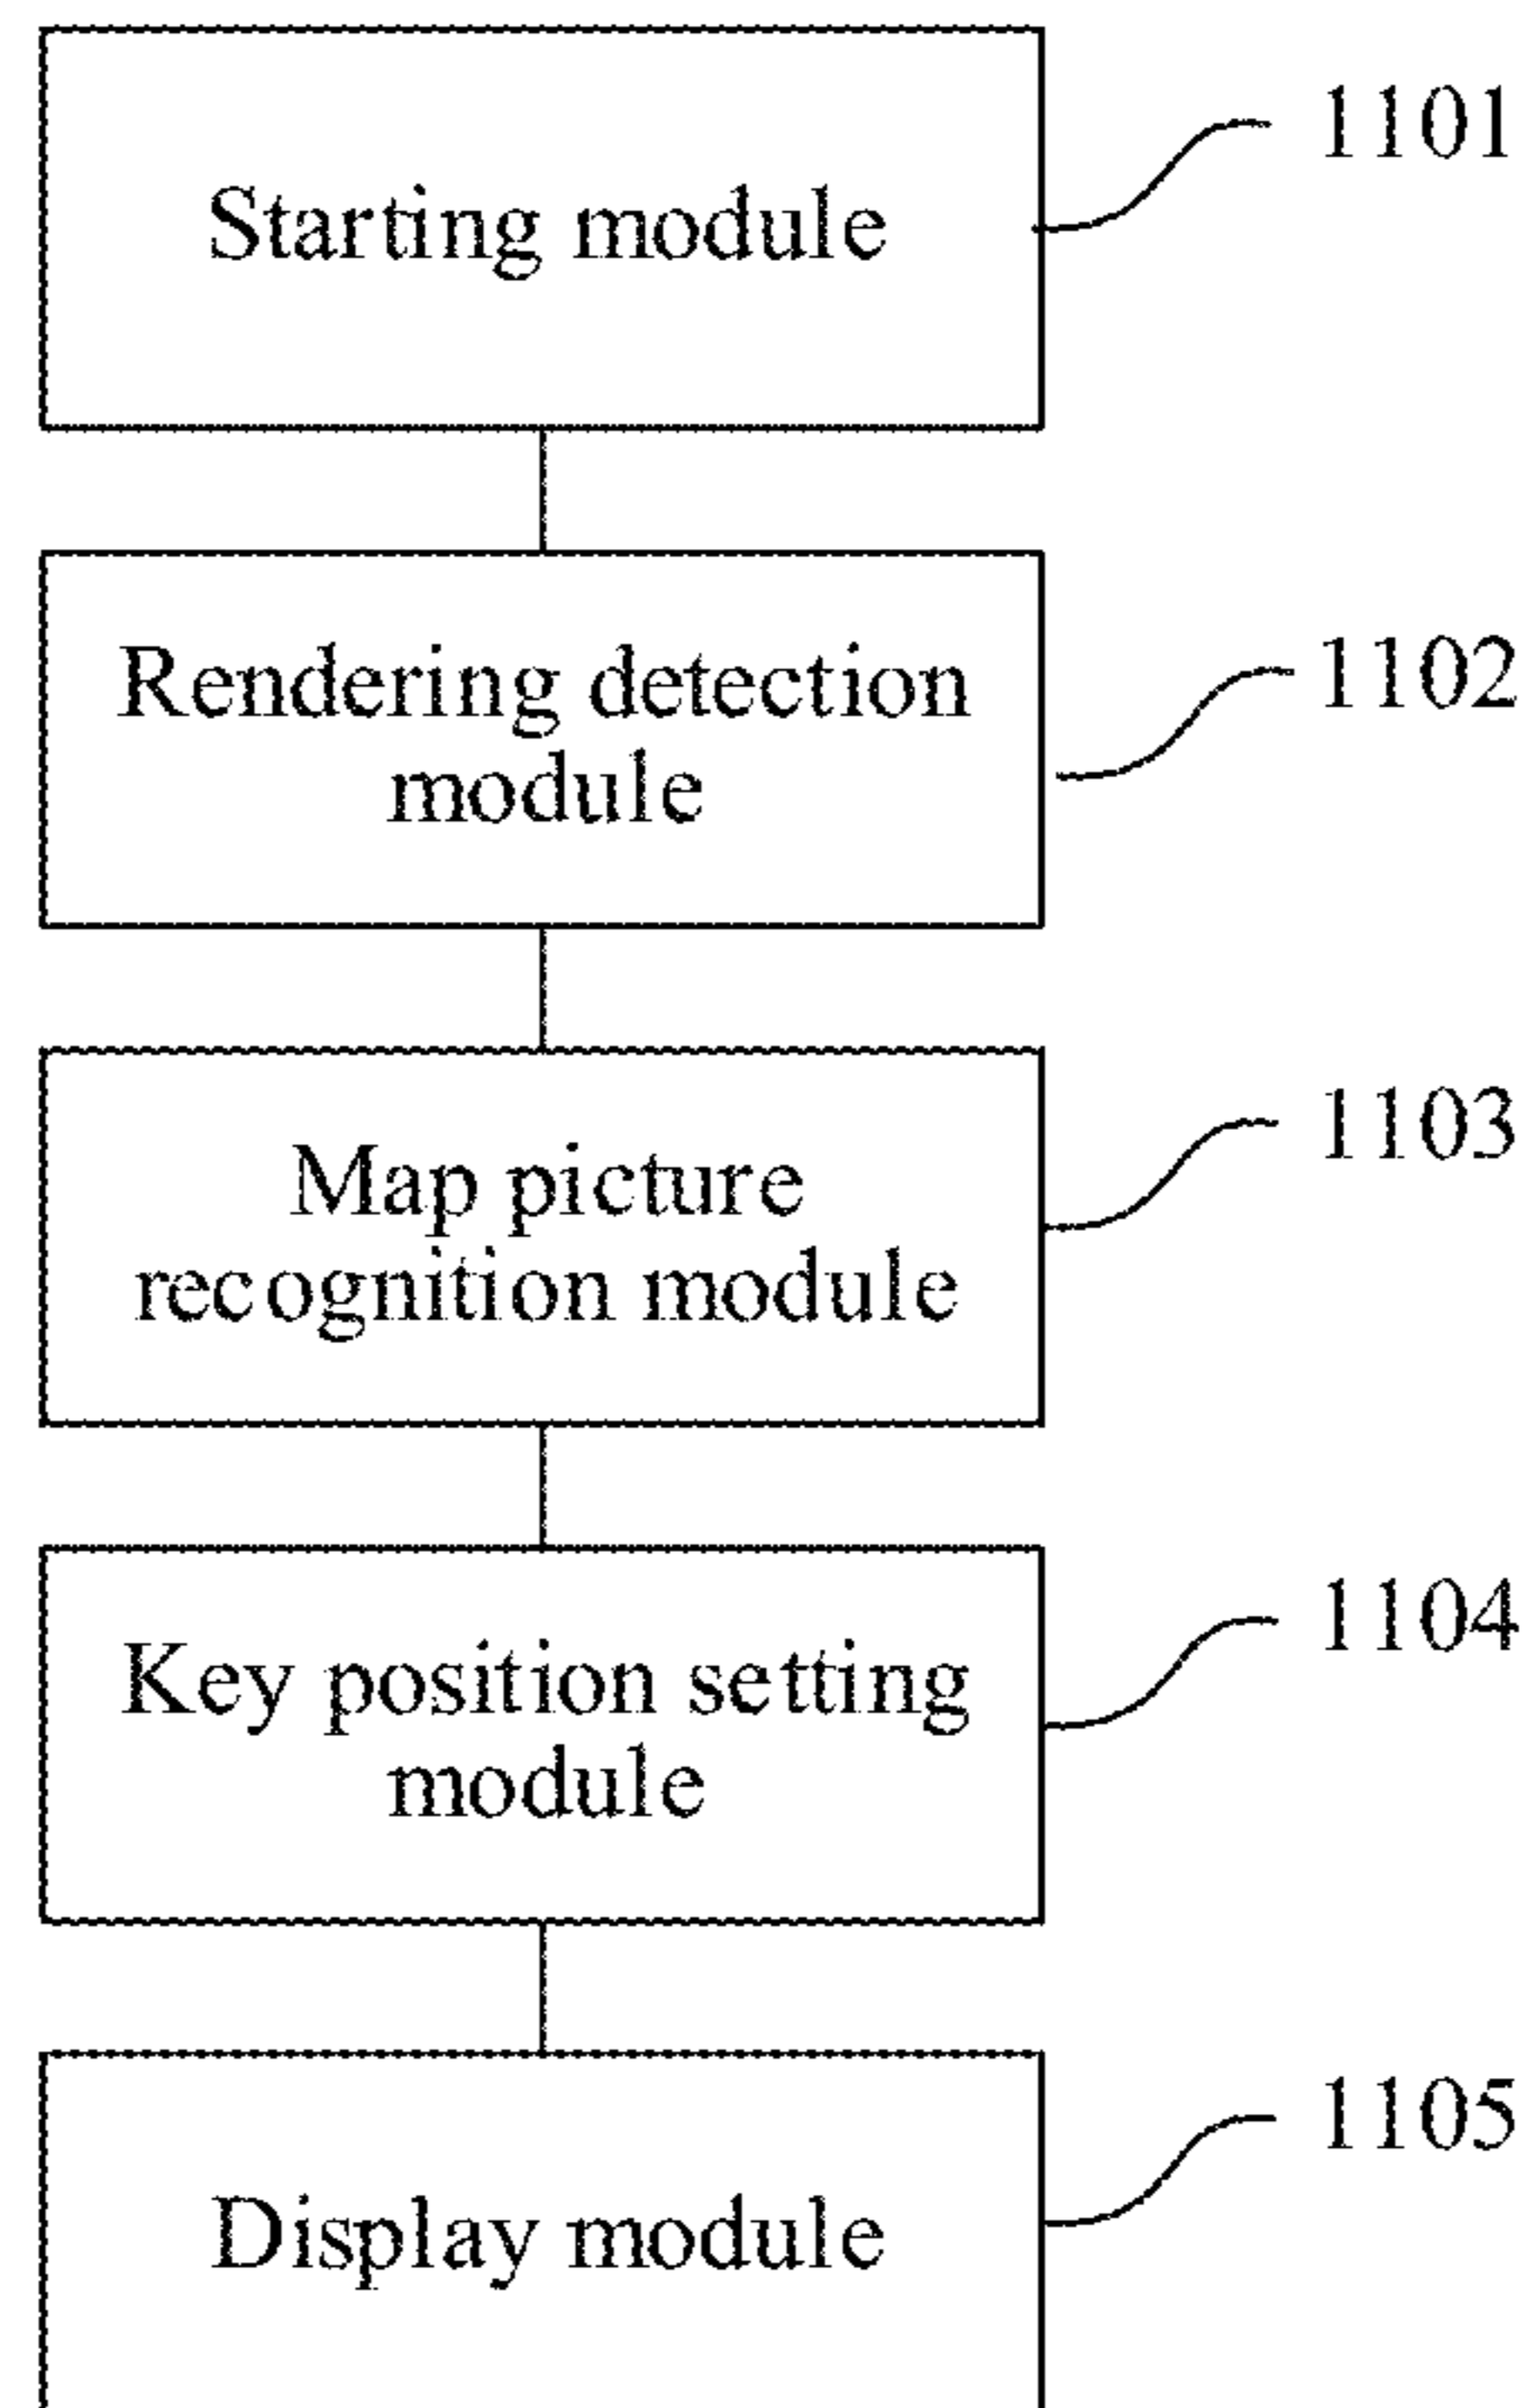 Starting module
1101
Rendering detection
module
1102
Map picture
recognition module
1103
Key position setting
module
1104
Display module
1105